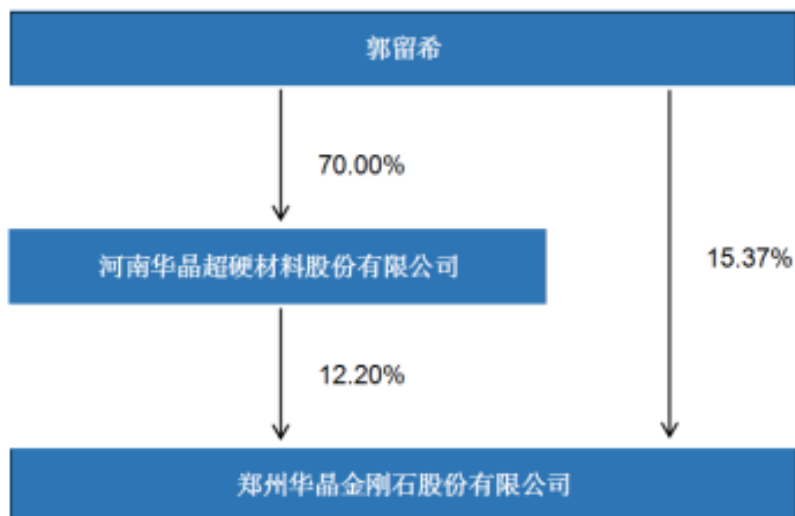 郭留希
70.00%
河南华晶超硬材料股份有限公司
15.37%
12.20%
郑州华晶金刚石股份有限公司